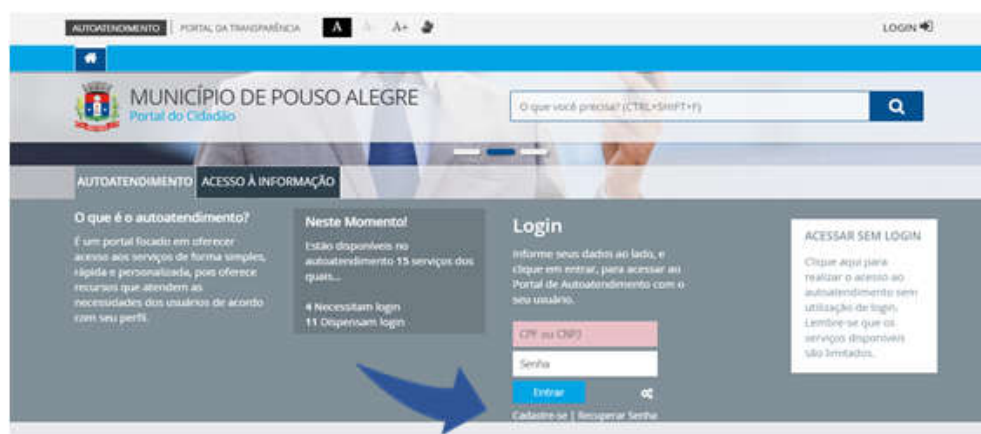 AUTOATENDIMENTO | PORTAL DA TRANSPARÊNCIA A A- A+ LOGIN
MUNICÍPIO DE POUSO ALEGRE
Portal do Cidadão
O que você precisa? (CTRL+SHIFT+F)
AUTOATENDIMENTO ACESSO À INFORMAÇÃO
O que é o autoatendimento?
É um portal focado em oferecer
acesso aos serviços de forma simples,
rápida e personalizada, pois oferece
recursos que atendem as
necessidades dos usuários de acordo
com seu perfil.
Neste Momento!
Estão disponíveis no
autoatendimento 15 serviços dos
quais...
4 Necessitam login
11 Dispensam login
Login
Informe seus dados ao lado, e
clique em entrar, para acessar ao
Portal de Autoatendimento com o
seu usuário.
CPF ou CNPJ
Senha
Entrar
Cadastre-se | Recuperar Senha
ACESSAR SEM LOGIN
Clique aqui para
realizar o acesso ao
autoatendimento sem
utilização de login.
Lembre-se que os
serviços disponíveis
são limitados.